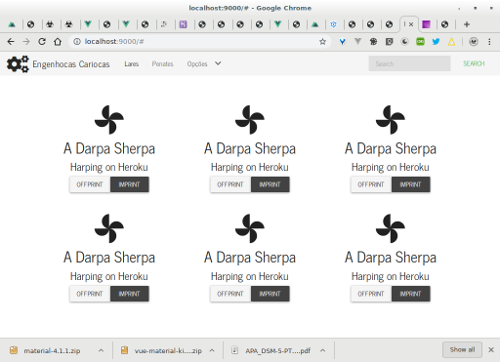 localhost:9000/# - Google Chrome
localhost:9000/#
Engenhocas Cariocas Lares Penates Opções Search SEARCH
A Darpa Sherpa A Darpa Sherpa A Darpa Sherpa
Harping on Heroku Harping on Heroku Harping on Heroku
OFFPRINT IMPRINT OFFPRINT IMPRINT OFFPRINT IMPRINT
A Darpa Sherpa A Darpa Sherpa A Darpa Sherpa
Harping on Heroku Harping on Heroku Harping on Heroku
OFFPRINT IMPRINT OFFPRINT IMPRINT OFFPRINT IMPRINT
material-4.1.1.zip vue-material-ki....zip APA_DSM-5-PT....pdf Show all